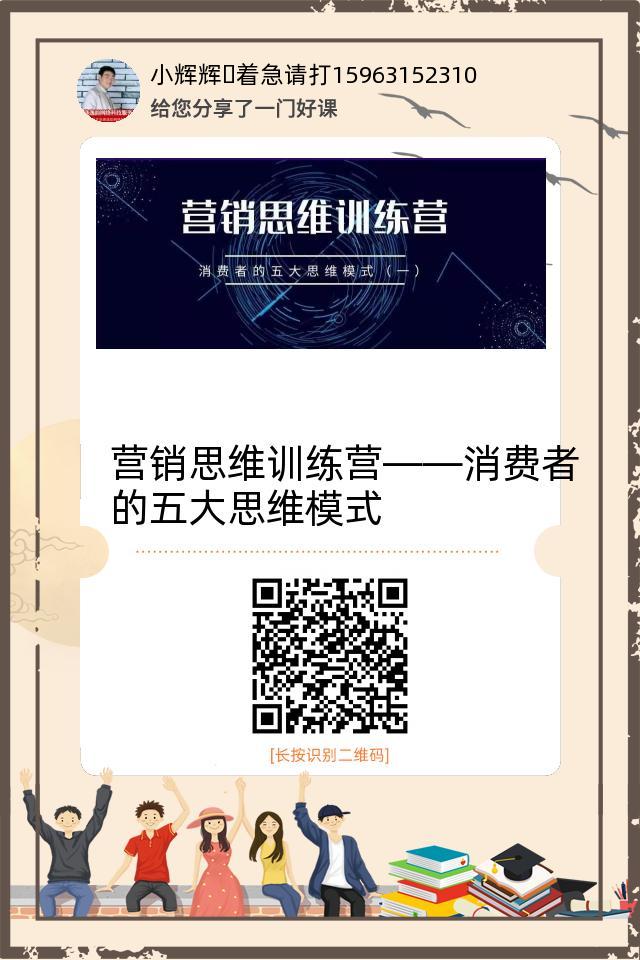 小辉辉▯着急请打15963152310
给您分享了一门好课
营销思维训练营
消费者的五大思维模式（一）
营销思维训练营——消费者
的五大思维模式
[长按识别二维码]